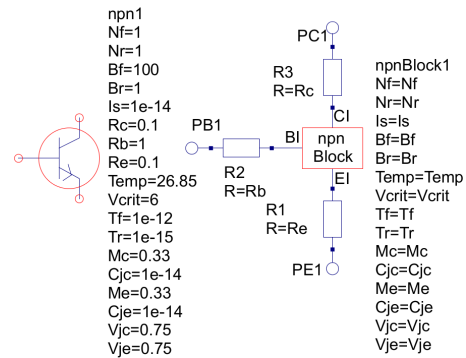 npn1
Nf=1
Nr=1
Bf=100
Br=1
Is=1e-14
Rc=0.1
Rb=1
Re=0.1
Temp=26.85
Vcrit=6
Tf=1e-12
Tr=1e-15
Mc=0.33
Cjc=1e-14
Me=0.33
Cje=1e-14
Vjc=0.75
Vje=0.75
PC1
R3
R=Rc
CI
PB1
BI
npn
Block
R2
R=Rb
EI
R1
R=Re
PE1
npnBlock1
Nf=Nf
Nr=Nr
Is=Is
Bf=Bf
Br=Br
Temp=Temp
Vcrit=Vcrit
Tf=Tf
Tr=Tr
Mc=Mc
Cjc=Cjc
Me=Me
Cje=Cje
Vjc=Vjc
Vje=Vje